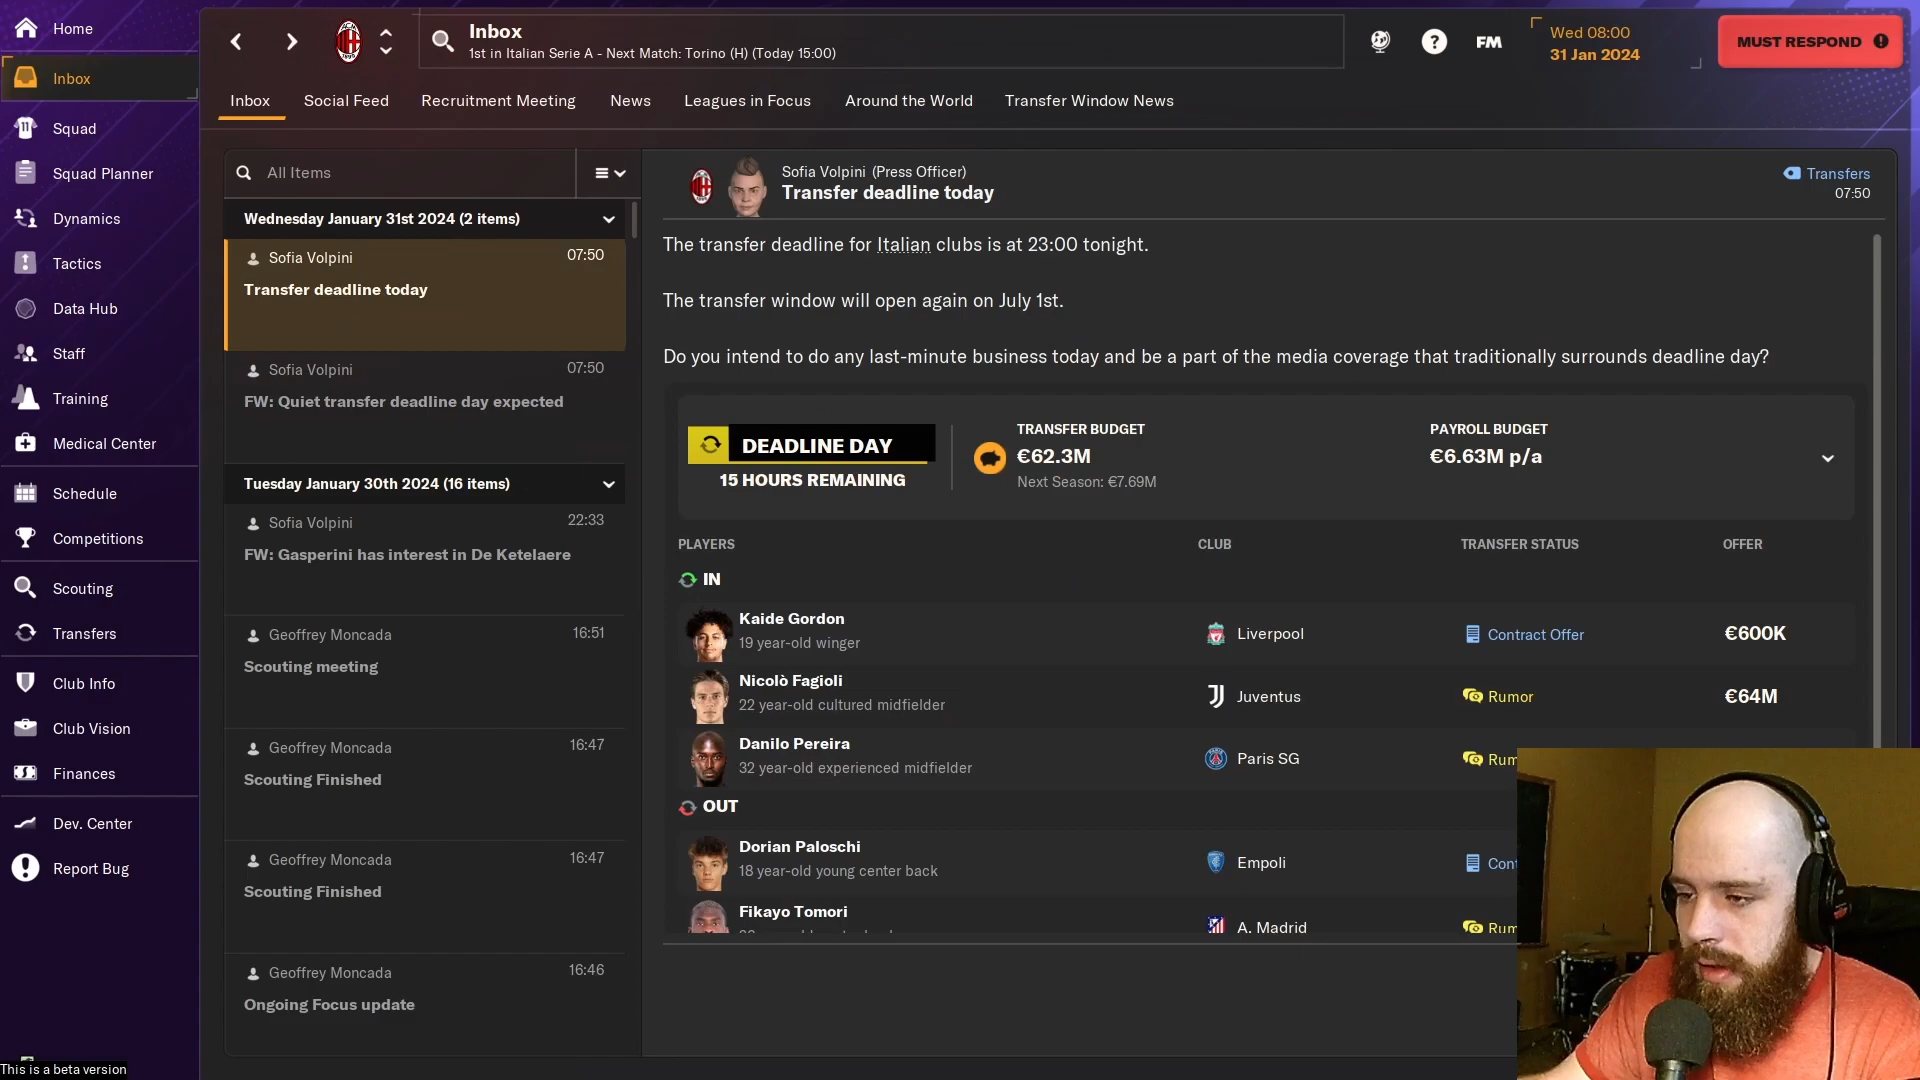 Home
Inbox
Squad
Squad Planner
Dynamics
Tactics
Data Hub
Staff
Training
Medical Center
Schedule
Competitions
Scouting
Transfers
Club Info
Club Vision
Finances
Dev. Center
Report Bug
This is a beta version
Inbox
1st in Italian Serie A - Next Match: Torino (H) (Today 15:00)
FM
Wed 08:00
31 Jan 2024
MUST RESPOND
Inbox Social Feed Recruitment Meeting News Leagues in Focus Around the World Transfer Window News
All Items
Wednesday January 31st 2024 (2 items)
Sofia Volpini 07:50
Transfer deadline today
Sofia Volpini 07:50
FW: Quiet transfer deadline day expected
Tuesday January 30th 2024 (16 items)
Sofia Volpini 22:33
FW: Gasperini has interest in De Ketelaere
Geoffrey Moncada 16:51
Scouting meeting
Geoffrey Moncada 16:47
Scouting Finished
Geoffrey Moncada 16:47
Scouting Finished
Geoffrey Moncada 16:46
Ongoing Focus update
Sofia Volpini (Press Officer)
Transfer deadline today
Transfers
07:50
The transfer deadline for Italian clubs is at 23:00 tonight.
The transfer window will open again on July 1st.
Do you intend to do any last-minute business today and be a part of the media coverage that traditionally surrounds deadline day?
DEADLINE DAY
15 HOURS REMAINING
TRANSFER BUDGET
€62.3M
Next Season: €7.69M
PAYROLL BUDGET
€6.63M p/a
PLAYERS CLUB TRANSFER STATUS OFFER
IN
Kaide Gordon
19 year-old winger
Liverpool Contract Offer €600K
Nicolò Fagioli
22 year-old cultured midfielder
Juventus Rumor €64M
Danilo Pereira
32 year-old experienced midfielder
Paris SG Rum
OUT
Dorian Paloschi
18 year-old young center back
Empoli Cont
Fikayo Tomori
A. Madrid Rum